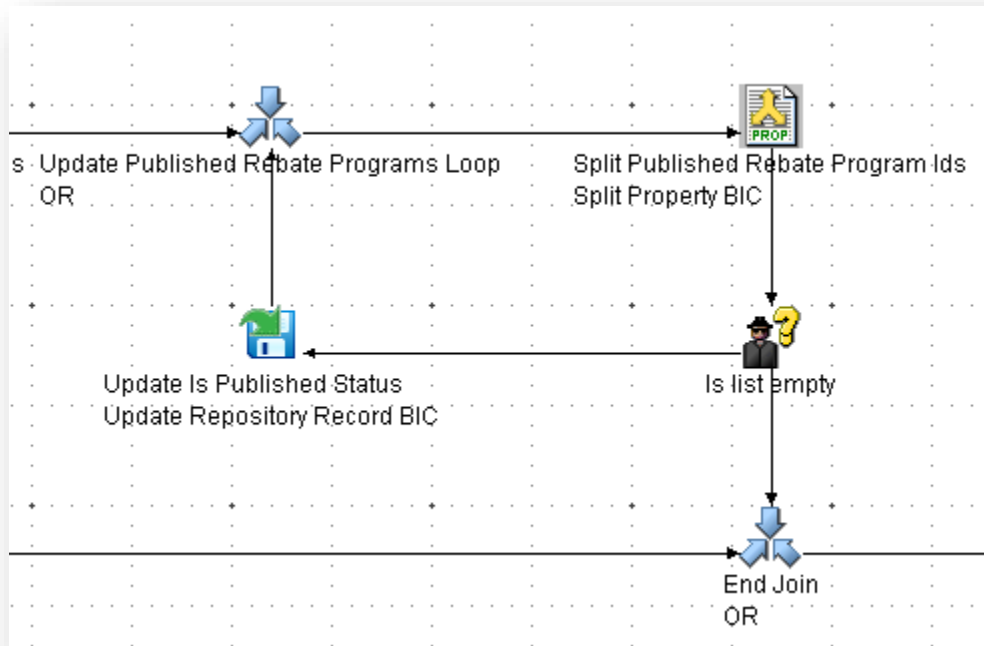 PROP
s Update Published Rebate Programs Loop
OR
Split Published Rebate Program Ids
Split Property BIC
?
Update Is Published Status
Update Repository Record BIC
Is list empty
End Join
OR